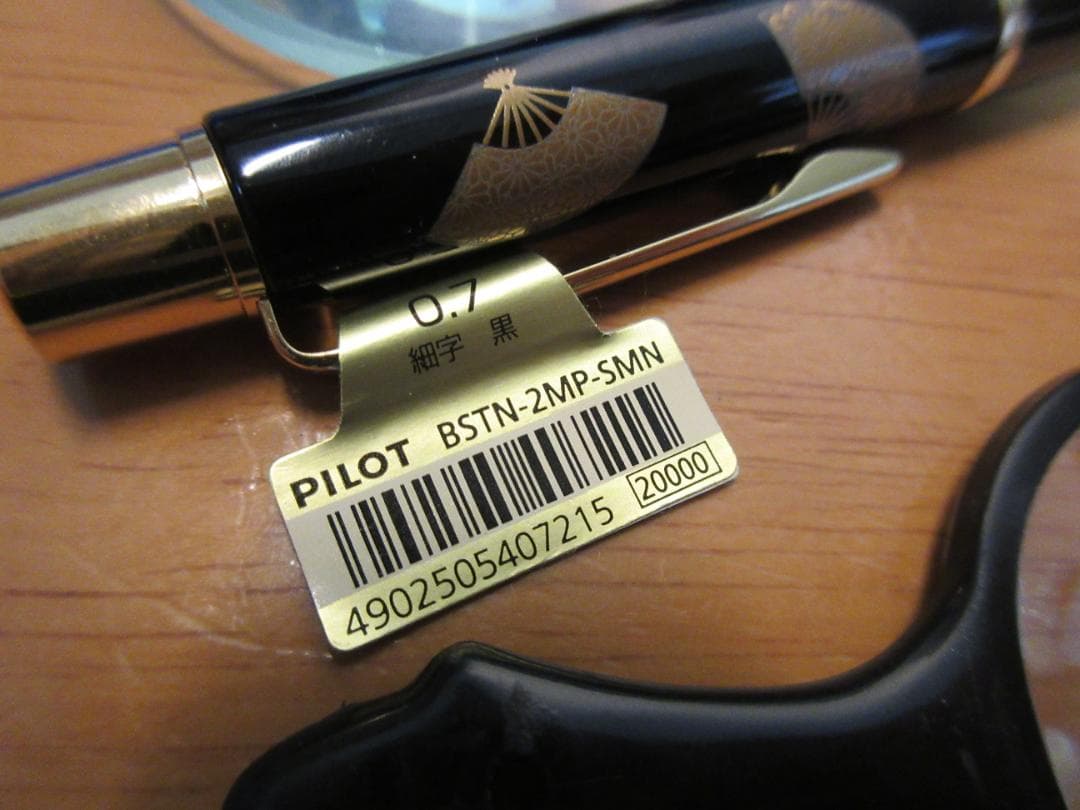 0.7
細字 黒
PILOT BSTN-2MP-SMN
20000
4902505407215